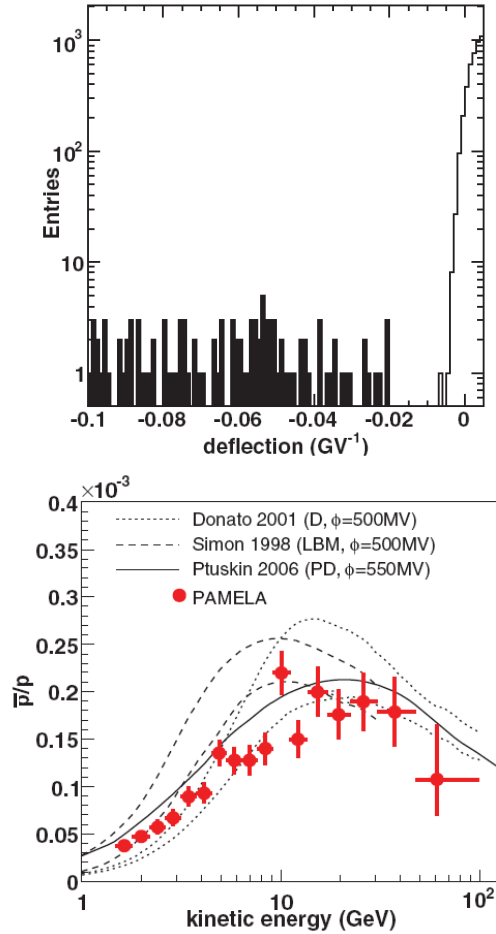 10³
10²
10
1
Entries
-0.1 -0.08 -0.06 -0.04 -0.02 0
deflection (GV⁻¹)
×10⁻³
0.4
0.35
0.3
0.25
0.2
0.15
0.1
0.05
0
p̅/p
Donato 2001 (D, ϕ=500MV)
Simon 1998 (LBM, ϕ=500MV)
Ptuskin 2006 (PD, ϕ=550MV)
PAMELA
1 10 10²
kinetic energy (GeV)